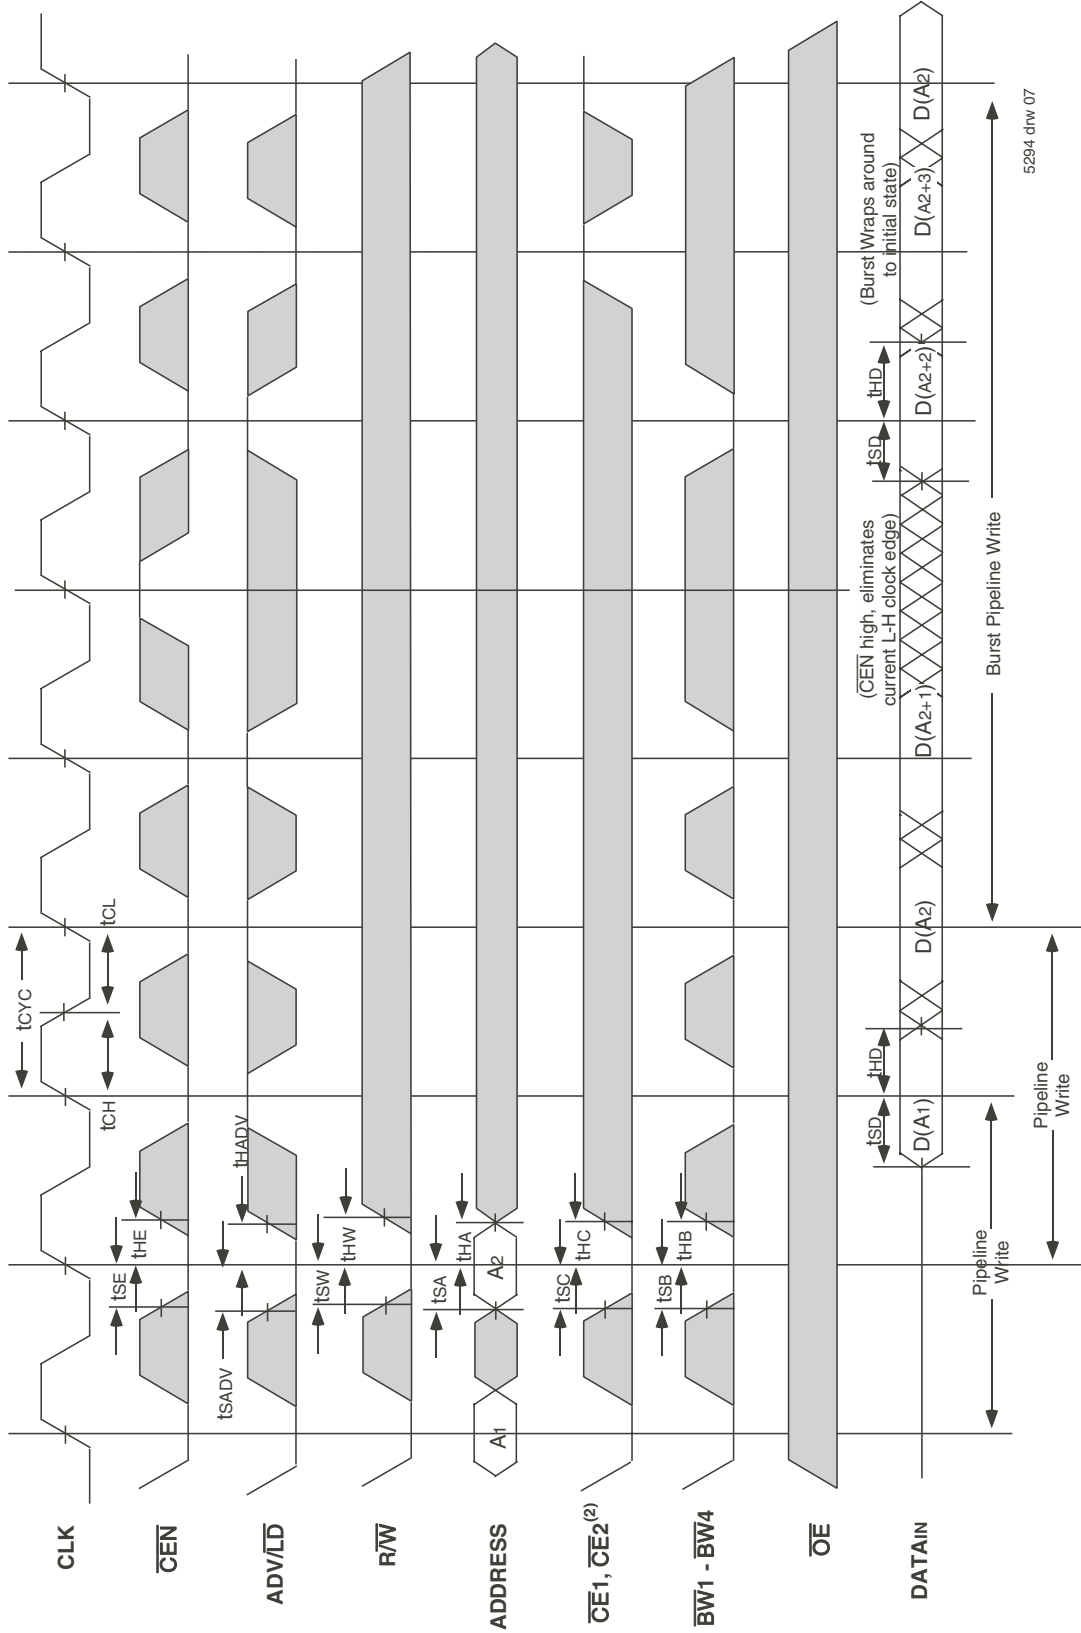 tCYC
CLK
tCH
tCL
tSE
tHE
CEN
tSADV
tHADV
ADV/LD
tSW
tHW
R/W
tSA
tHA
ADDRESS
A1
A2
tSC
tHC
CE1, CE2(2)
tSB
tHB
BW1 - BW4
OE
(CEN high, eliminates
current L-H clock edge)
(Burst Wraps around
to initial state)
tSD
tHD
tSD
tHD
DATAIN
D(A1)
D(A2)
D(A2+1)
D(A2+2)
D(A2+3)
D(A2)
Pipeline
Write
Burst Pipeline Write
Pipeline
Write
5294 drw 07